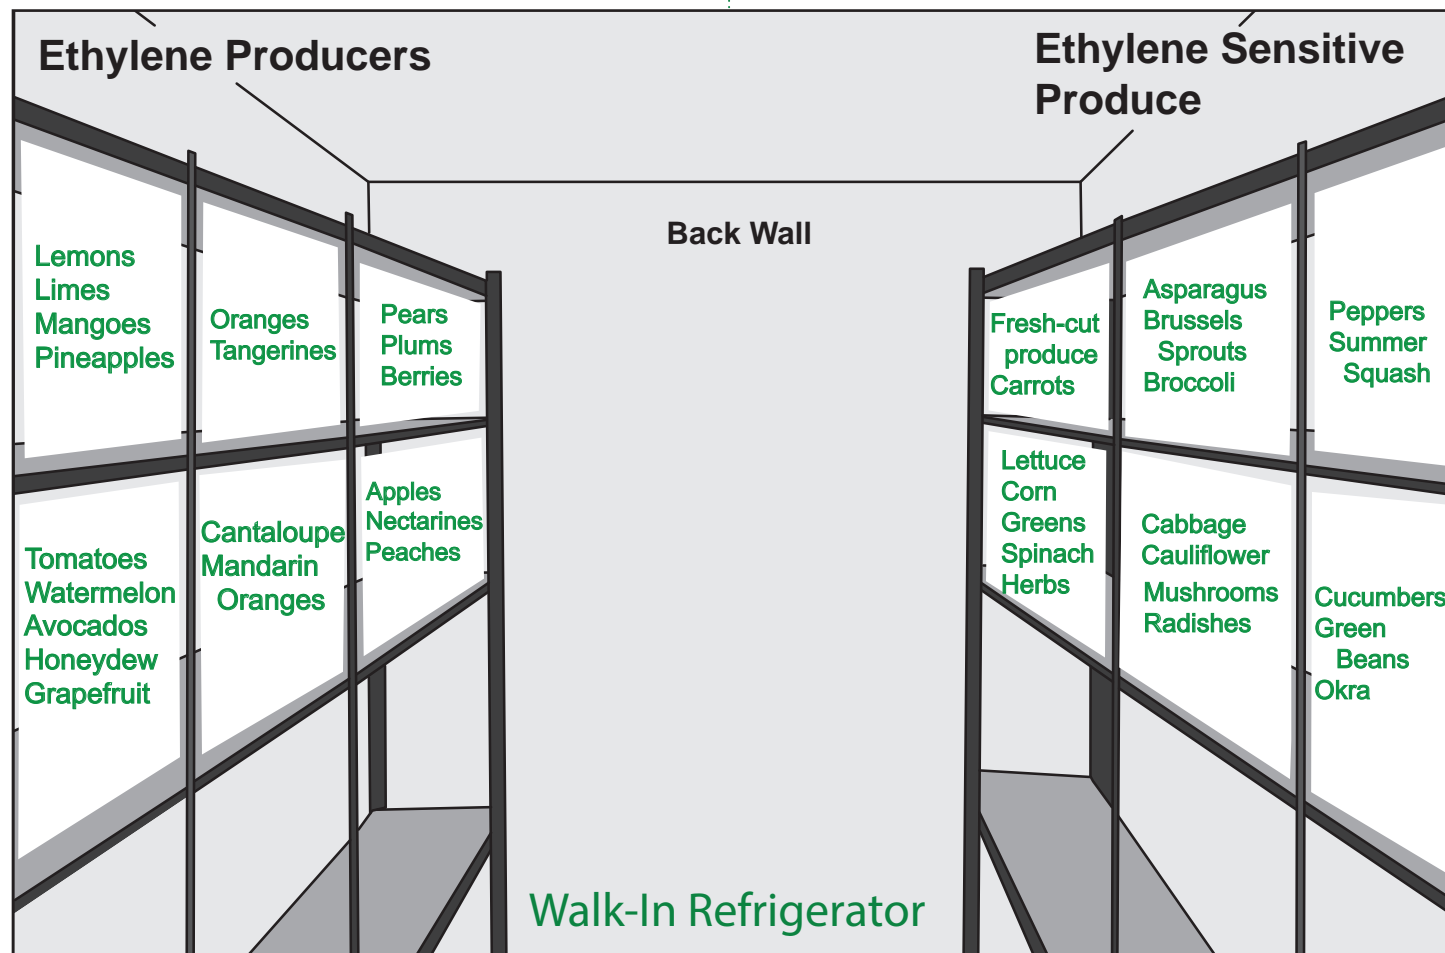 Ethylene Producers
Ethylene Sensitive
Produce
Back Wall
Lemons
Limes
Mangoes
Pineapples
Oranges
Tangerines
Pears
Plums
Berries
Fresh-cut
produce
Carrots
Asparagus
Brussels
Sprouts
Broccoli
Peppers
Summer
Squash
Tomatoes
Watermelon
Avocados
Honeydew
Grapefruit
Cantaloupe
Mandarin
Oranges
Apples
Nectarines
Peaches
Lettuce
Corn
Greens
Spinach
Herbs
Cabbage
Cauliflower
Mushrooms
Radishes
Cucumbers
Green
Beans
Okra
Walk-In Refrigerator